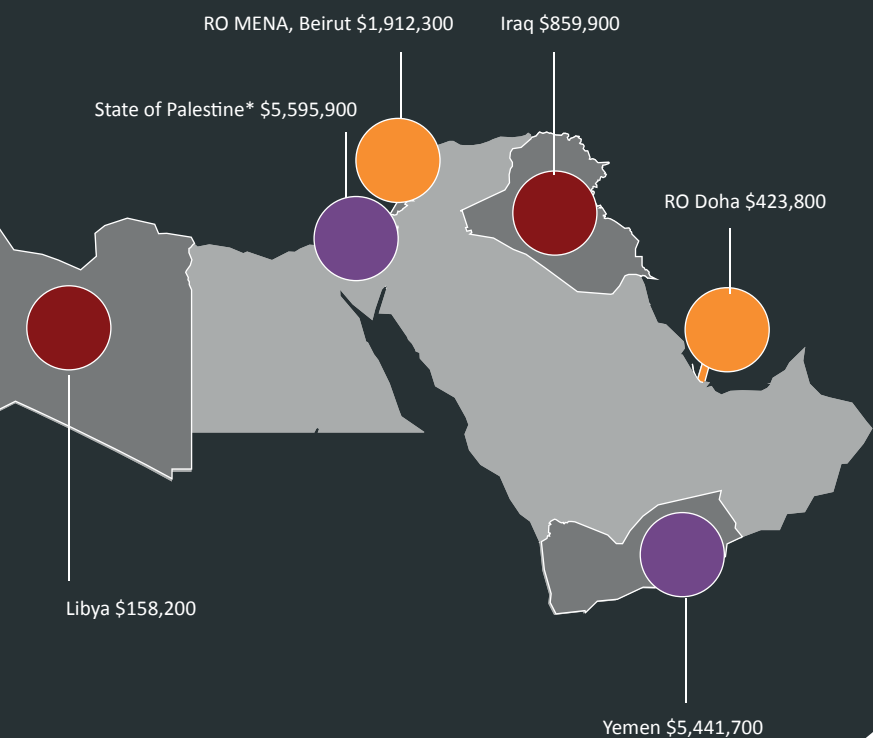 RO MENA, Beirut $1,912,300
Iraq $859,900
State of Palestine* $5,595,900
RO Doha $423,800
Libya $158,200
Yemen $5,441,700